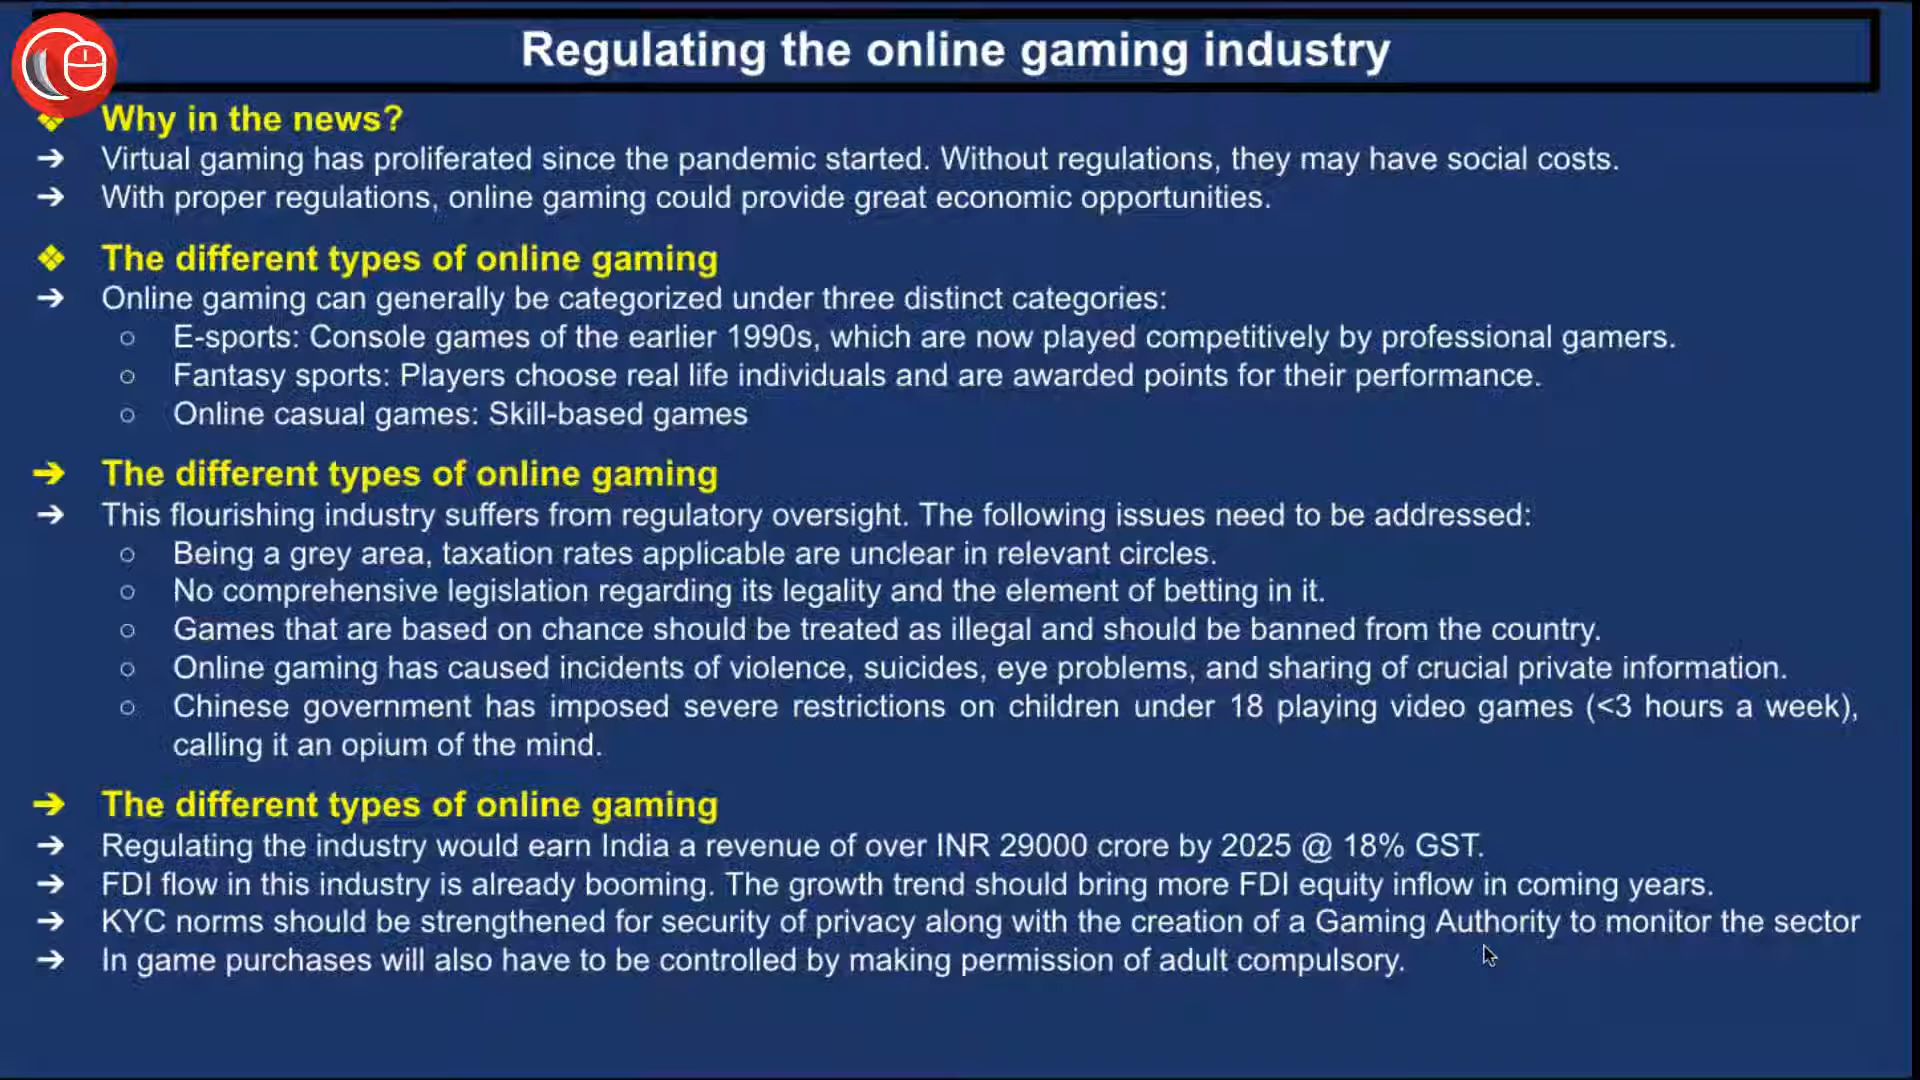 Regulating the online gaming industry
❖ Why in the news?
➔ Virtual gaming has proliferated since the pandemic started. Without regulations, they may have social costs.
➔ With proper regulations, online gaming could provide great economic opportunities.
❖ The different types of online gaming
➔ Online gaming can generally be categorized under three distinct categories:
○ E-sports: Console games of the earlier 1990s, which are now played competitively by professional gamers.
○ Fantasy sports: Players choose real life individuals and are awarded points for their performance.
○ Online casual games: Skill-based games
➔ The different types of online gaming
➔ This flourishing industry suffers from regulatory oversight. The following issues need to be addressed:
○ Being a grey area, taxation rates applicable are unclear in relevant circles.
○ No comprehensive legislation regarding its legality and the element of betting in it.
○ Games that are based on chance should be treated as illegal and should be banned from the country.
○ Online gaming has caused incidents of violence, suicides, eye problems, and sharing of crucial private information.
○ Chinese government has imposed severe restrictions on children under 18 playing video games (<3 hours a week),
calling it an opium of the mind.
➔ The different types of online gaming
➔ Regulating the industry would earn India a revenue of over INR 29000 crore by 2025 @ 18% GST.
➔ FDI flow in this industry is already booming. The growth trend should bring more FDI equity inflow in coming years.
➔ KYC norms should be strengthened for security of privacy along with the creation of a Gaming Authority to monitor the sector
➔ In game purchases will also have to be controlled by making permission of adult compulsory.